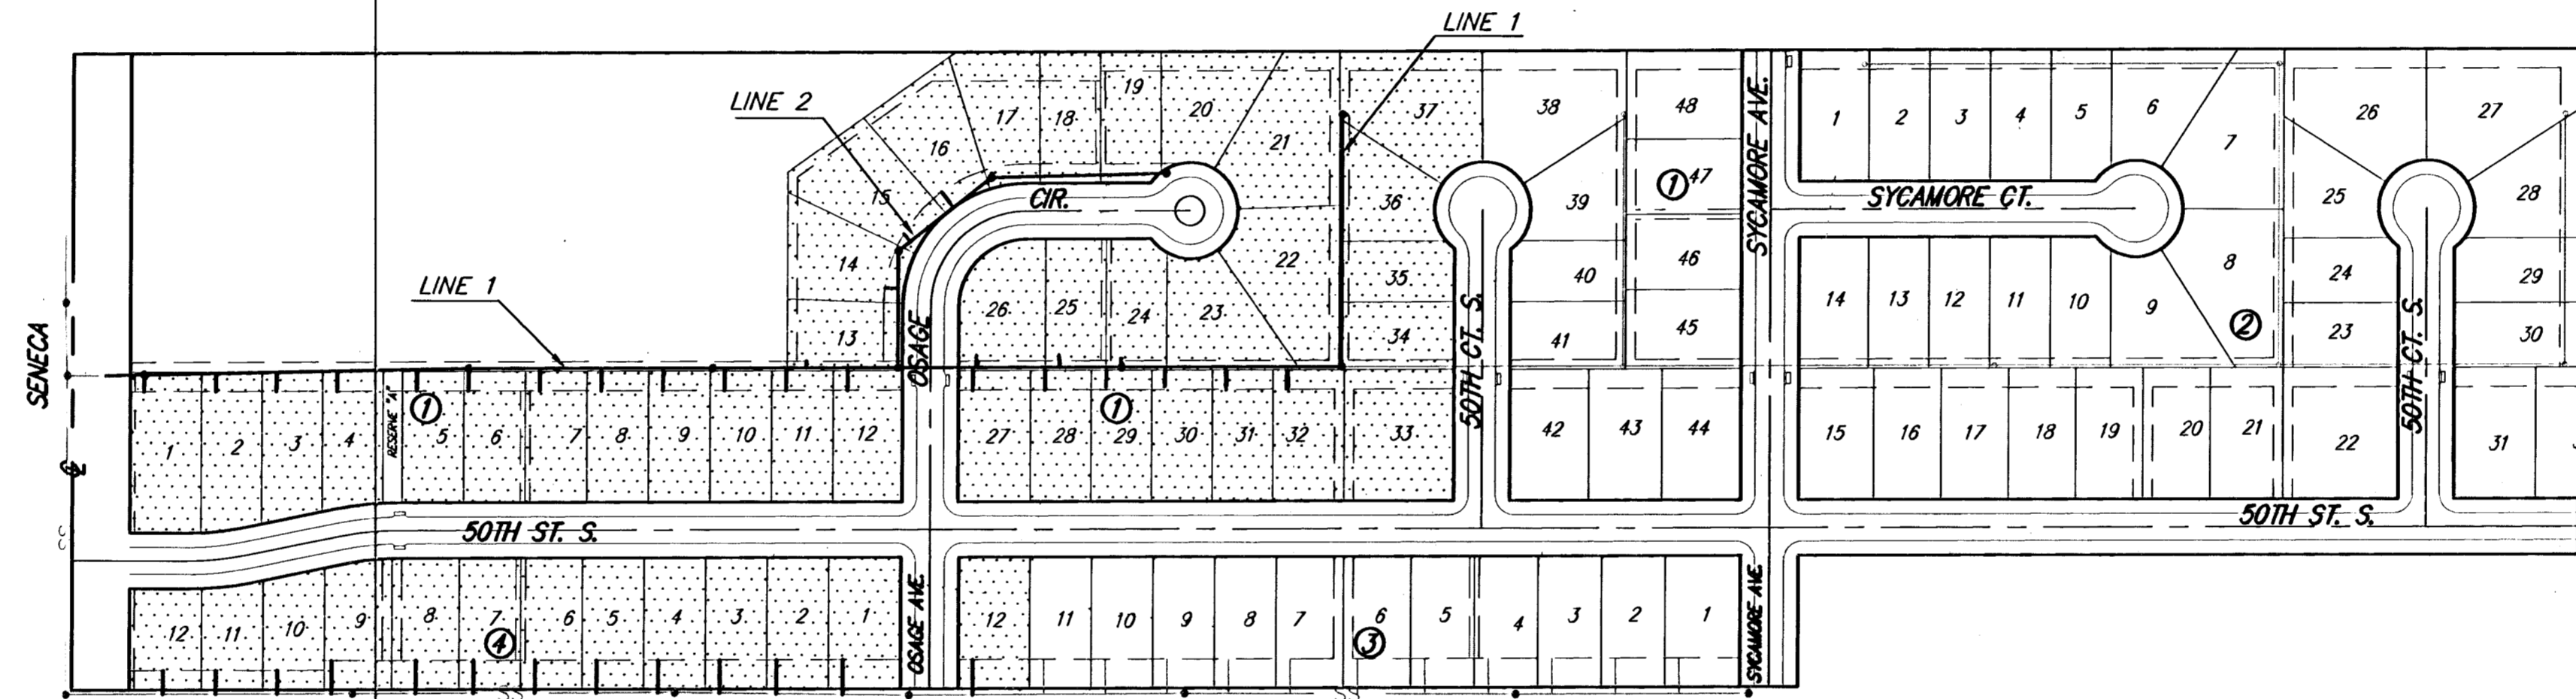 LINE 1
LINE 2
LINE 1
SENECA
℄
17 18 19 20 21 37 38 48
16 15 14 13
CIR.
36 35 34 39 40 41 47 46 45
①
22 23 24 25 26
OSAGE
50TH CT. S.
SYCAMORE AVE.
1 2 3 4 5 6 7
SYCAMORE CT.
14 13 12 11 10 9 8
②
26 27 25 28 24 29 23 30
50TH CT. S.
1 2 3 4
RESERVE "A"
①
5 6 7 8 9 10 11 12
①
27 28 29 30 31 32 33
42 43 44
15 16 17 18 19 20 21 22 31
50TH ST. S.
50TH ST. S.
12 11 10 9 8 7 6 5 4 3 2 1
④
OSAGE AVE.
12 11 10 9 8 7 6 5 4 3 2 1
③
SYCAMORE AVE.